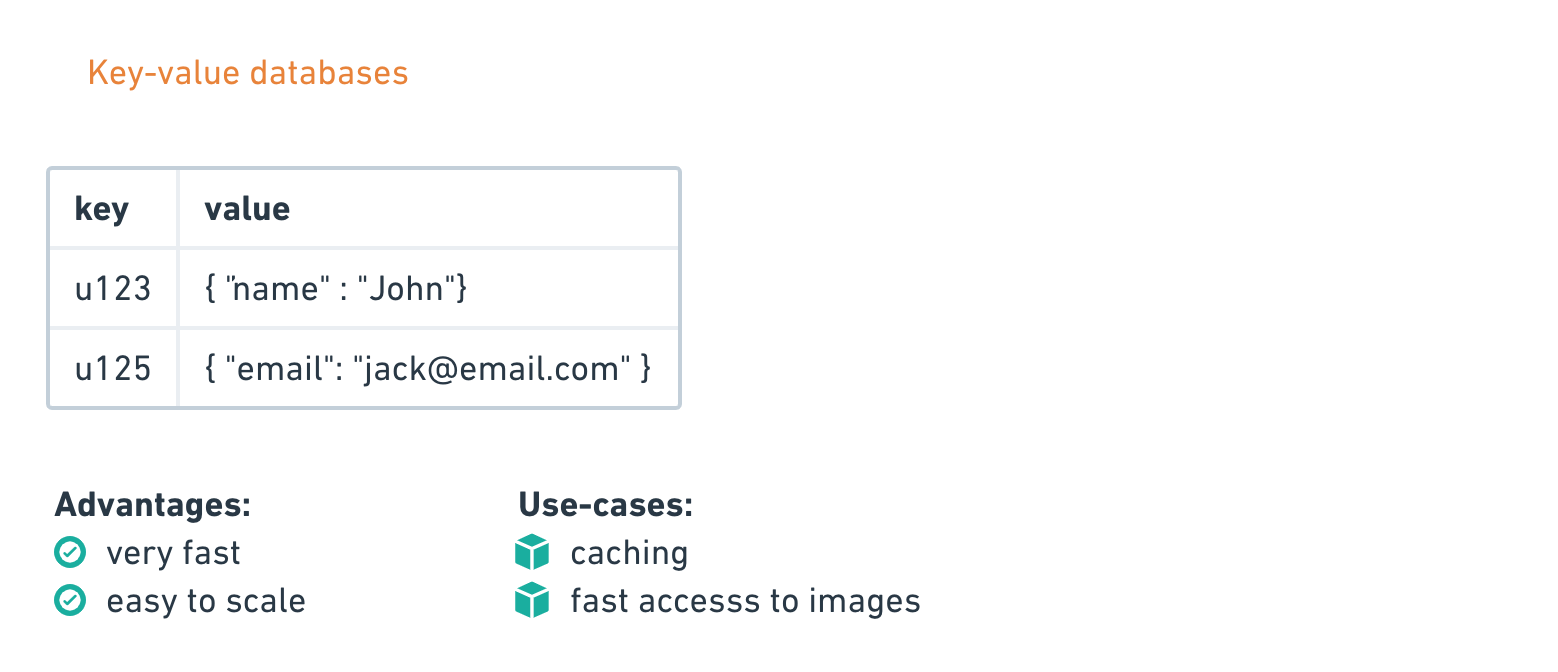 Key-value databases
key value
u123 { "name" : "John"}
u125 { "email": "jack@email.com" }
Advantages:
very fast
easy to scale
Use-cases:
caching
fast accesss to images